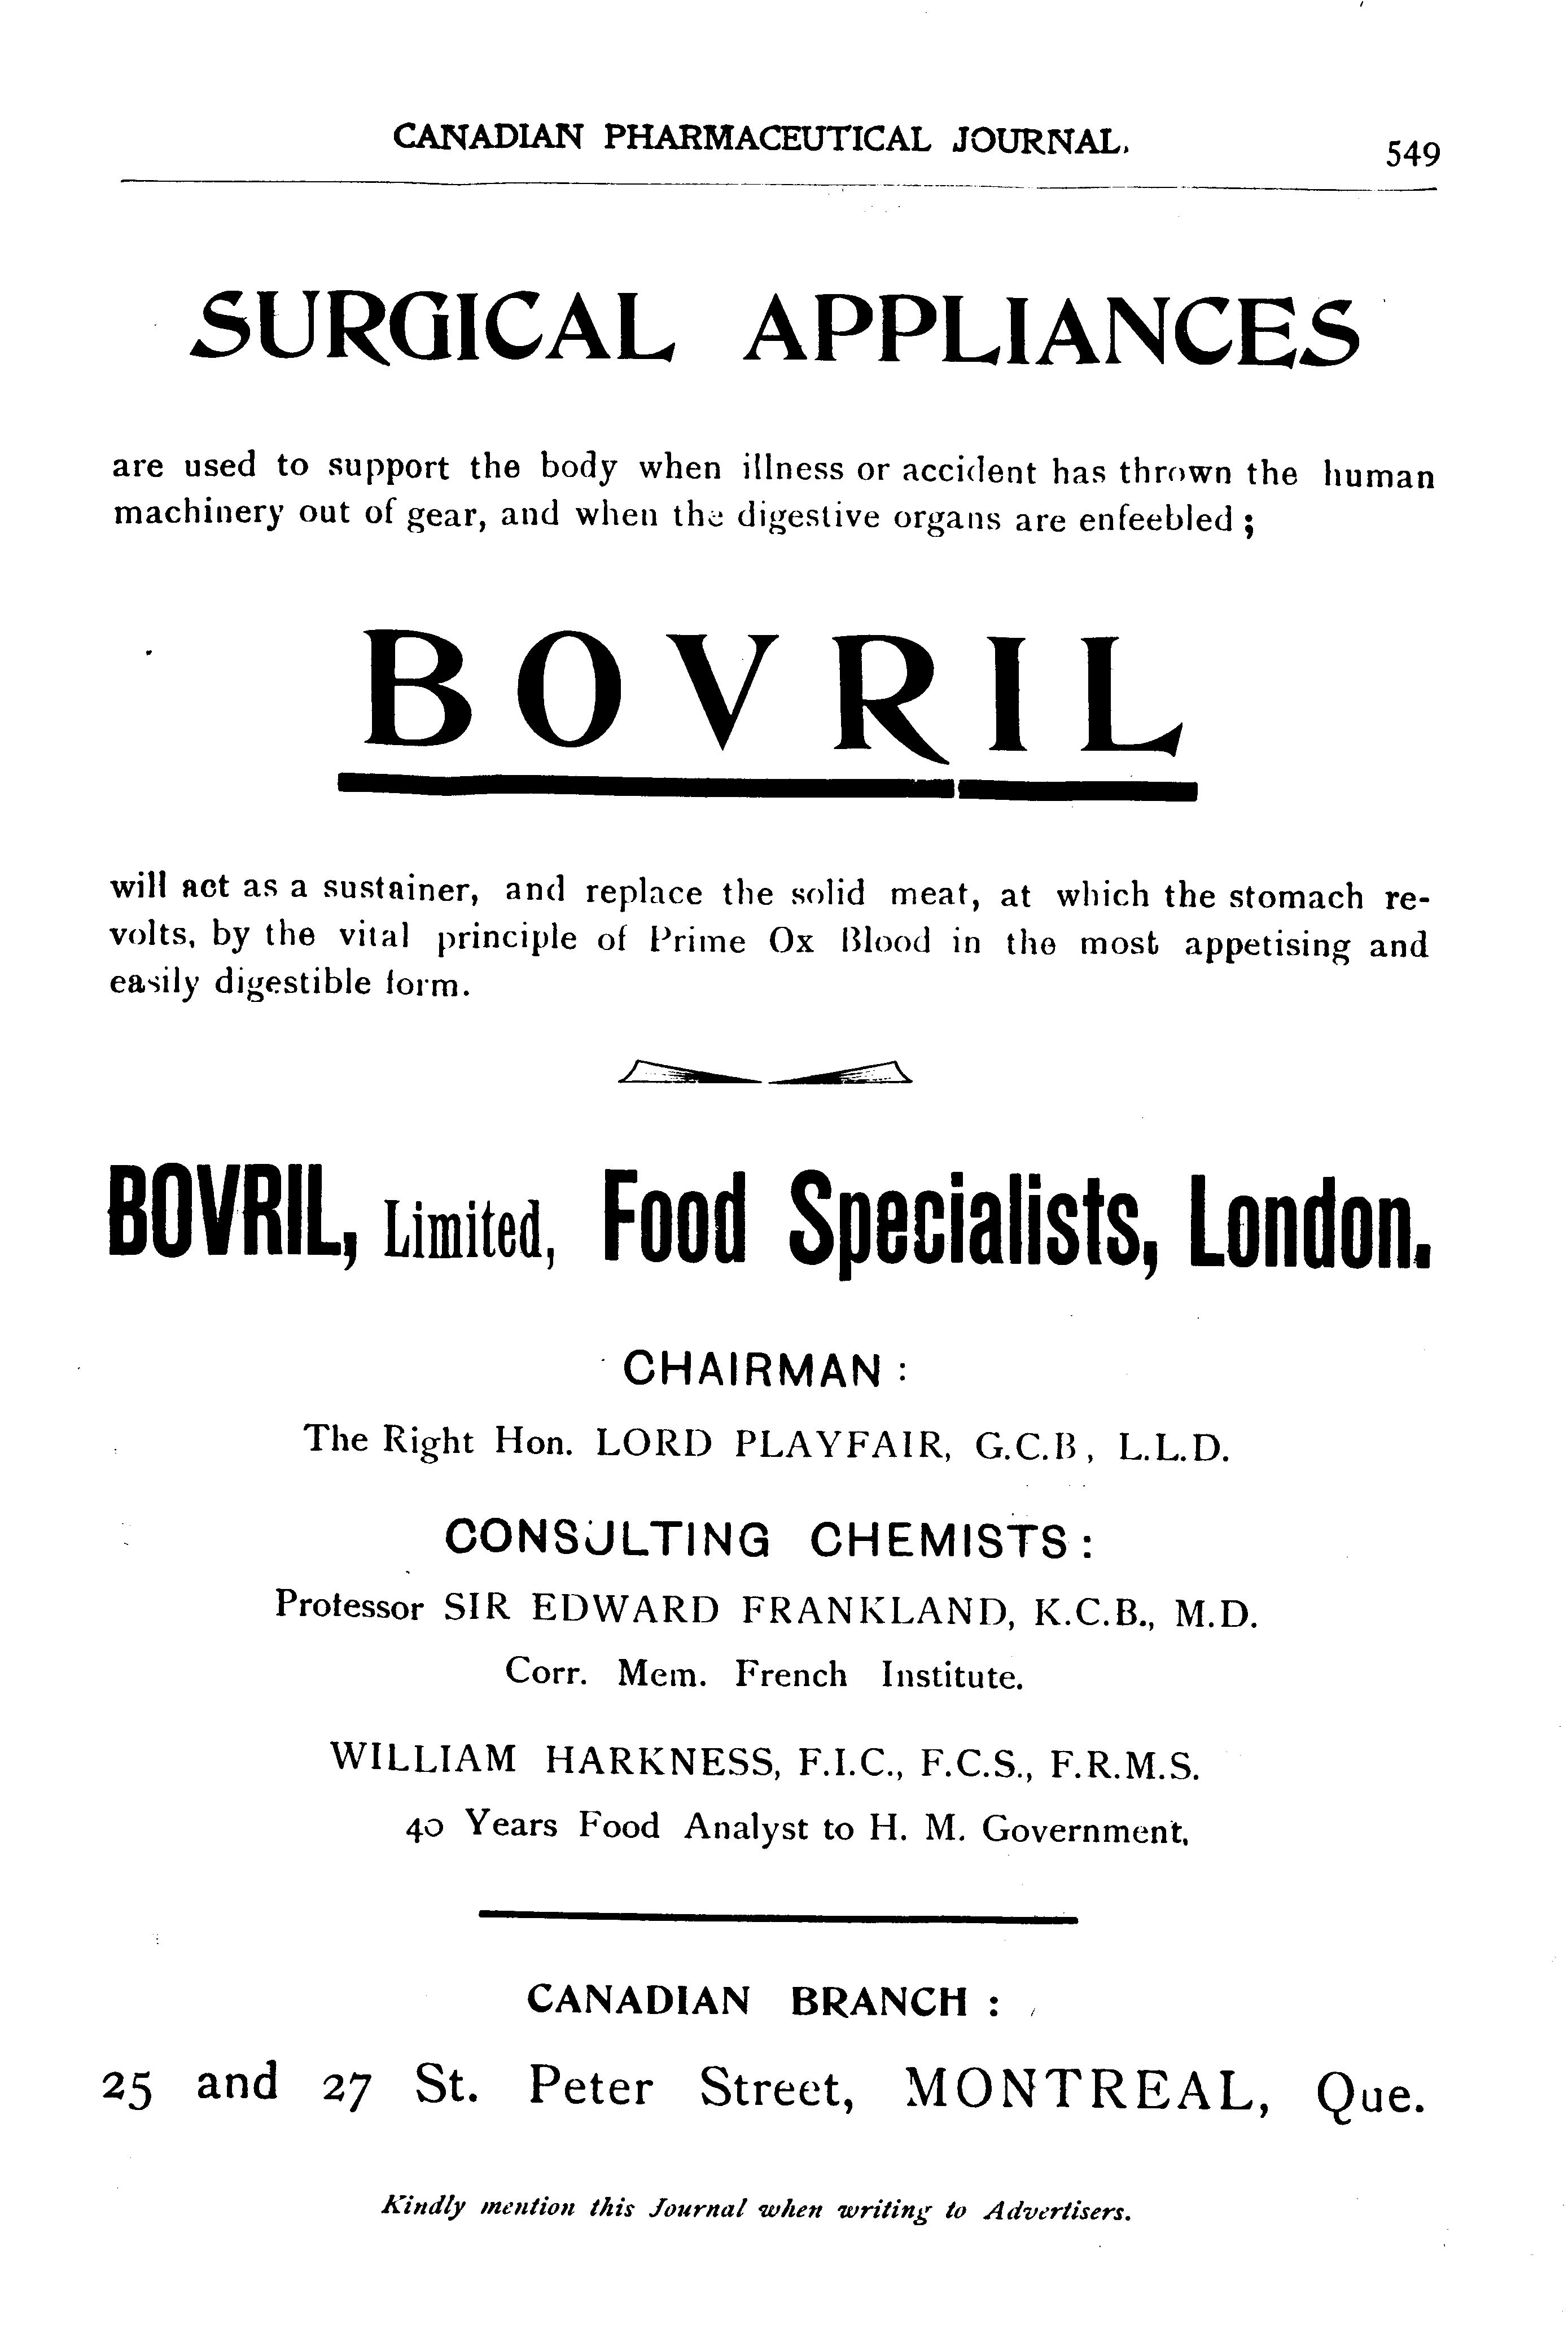 CANADIAN PHARMACEUTICAL JOURNAL. 549
SURGICAL APPLIANCES
are used to support the body when illness or accident has thrown the human
machinery out of gear, and when the digestive organs are enfeebled ;
BOVRIL
will act as a sustainer, and replace the solid meat, at which the stomach re-
volts, by the vital principle of Prime Ox Blood in the most appetising and
easily digestible form.
BOVRIL, Limited, Food Specialists, London.
CHAIRMAN :
The Right Hon. LORD PLAYFAIR, G.C.B , L.L.D.
CONSULTING CHEMISTS :
Professor SIR EDWARD FRANKLAND, K.C.B., M.D.
Corr. Mem. French Institute.
WILLIAM HARKNESS, F.I.C., F.C.S., F.R.M.S.
40 Years Food Analyst to H. M. Government.
CANADIAN BRANCH :
25 and 27 St. Peter Street, MONTREAL, Que.
Kindly mention this Journal when writing to Advertisers.